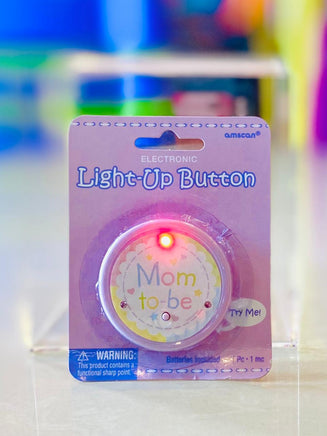 amscan®
ELECTRONIC
Light-Up Button
Mom
to-be
Try Me!
WARNING:
This product contains a
functional sharp point.
Batteries Included
Pc • 1 mc